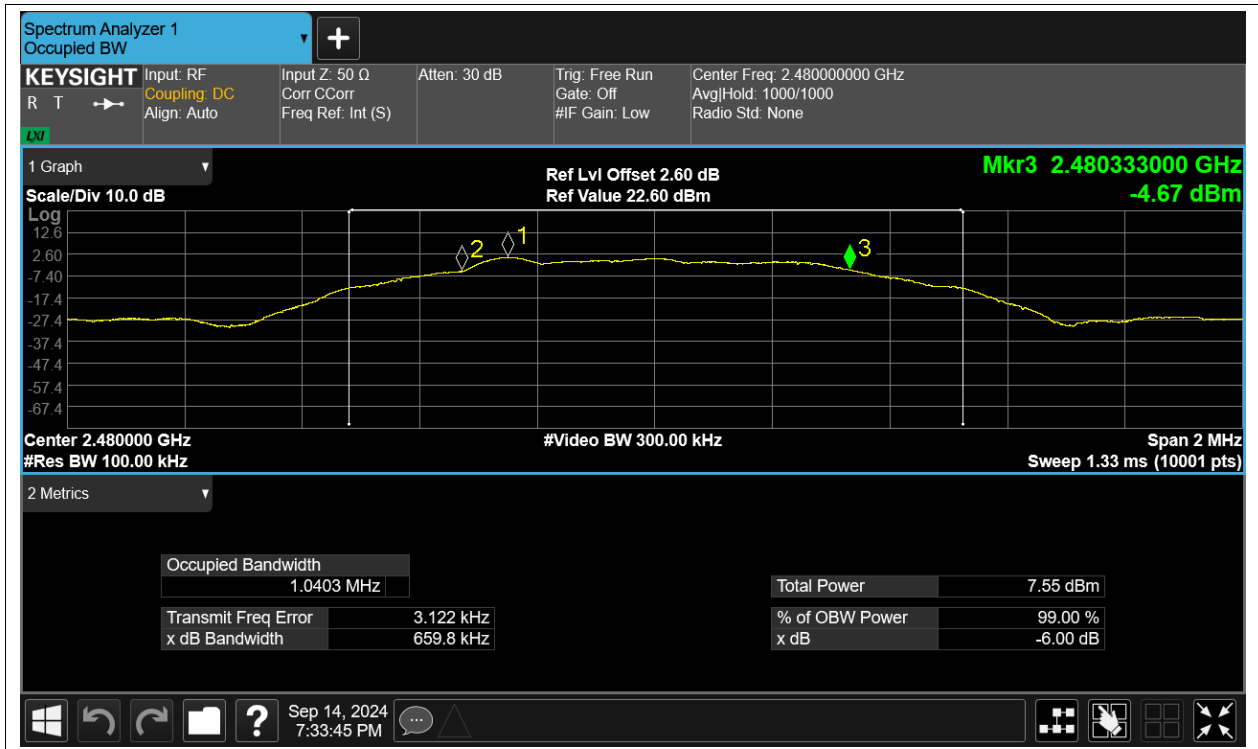 Spectrum Analyzer 1
Occupied BW
KEYSIGHT
R T
LXI
Input: RF
Coupling: DC
Align: Auto
Input Z: 50 Ω
Corr CCorr
Freq Ref: Int (S)
Atten: 30 dB
Trig: Free Run
Gate: Off
#IF Gain: Low
Center Freq: 2.480000000 GHz
Avg|Hold: 1000/1000
Radio Std: None
1 Graph
Scale/Div 10.0 dB
Ref Lvl Offset 2.60 dB
Ref Value 22.60 dBm
Mkr3 2.480333000 GHz
-4.67 dBm
Log
12.6
2.60
-7.40
-17.4
-27.4
-37.4
-47.4
-57.4
-67.4
2
1
3
Center 2.480000 GHz
#Res BW 100.00 kHz
#Video BW 300.00 kHz
Span 2 MHz
Sweep 1.33 ms (10001 pts)
2 Metrics
Occupied Bandwidth
1.0403 MHz
Transmit Freq Error 3.122 kHz
x dB Bandwidth 659.8 kHz
Total Power 7.55 dBm
% of OBW Power 99.00 %
x dB -6.00 dB
?
Sep 14, 2024
7:33:45 PM